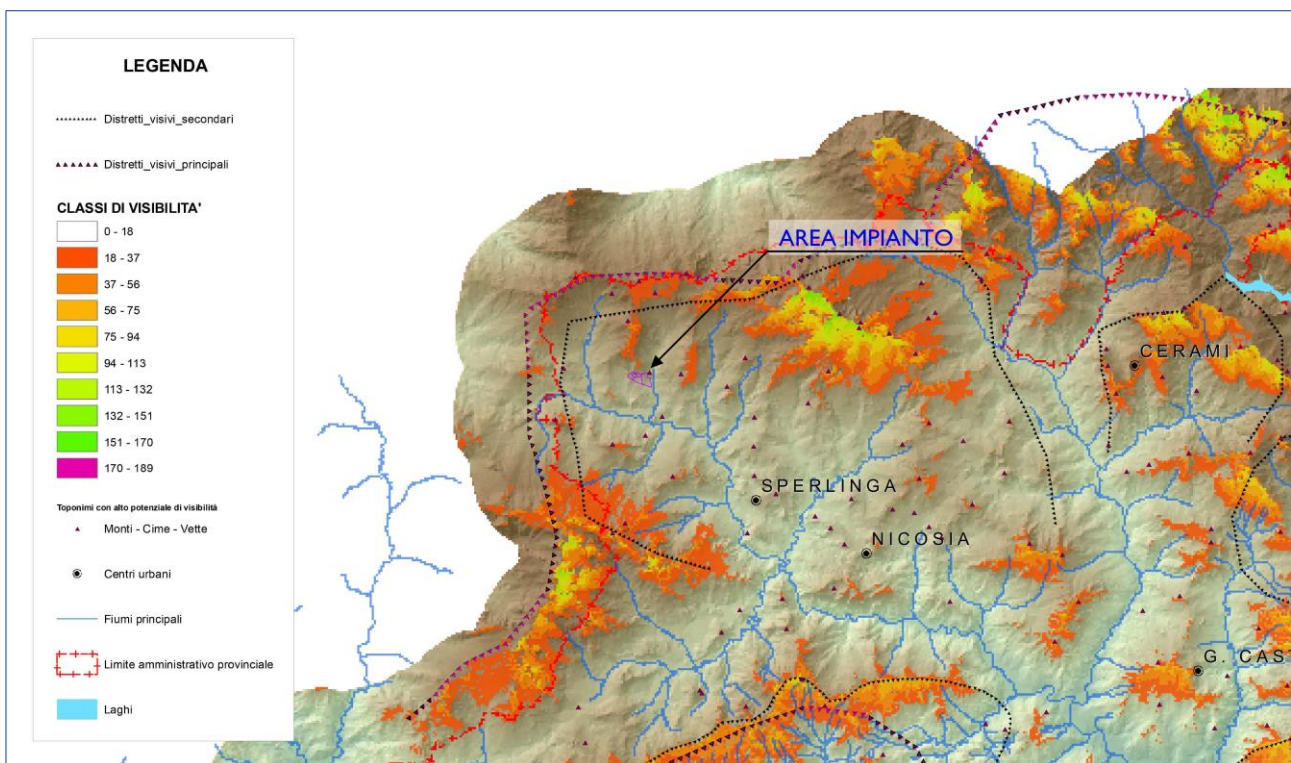 LEGENDA
Distretti_visivi_secondari
Distretti_visivi_principali
CLASSI DI VISIBILITA'
0 - 18
18 - 37
37 - 56
56 - 75
75 - 94
94 - 113
113 - 132
132 - 151
151 - 170
170 - 189
Toponimi con alto potenziale di visibilità
Monti - Cime - Vette
Centri urbani
Fiumi principali
Limite amministrativo provinciale
Laghi
AREA IMPIANTO
CERAMI
SPERLINGA
NICOSIA
G. CAST